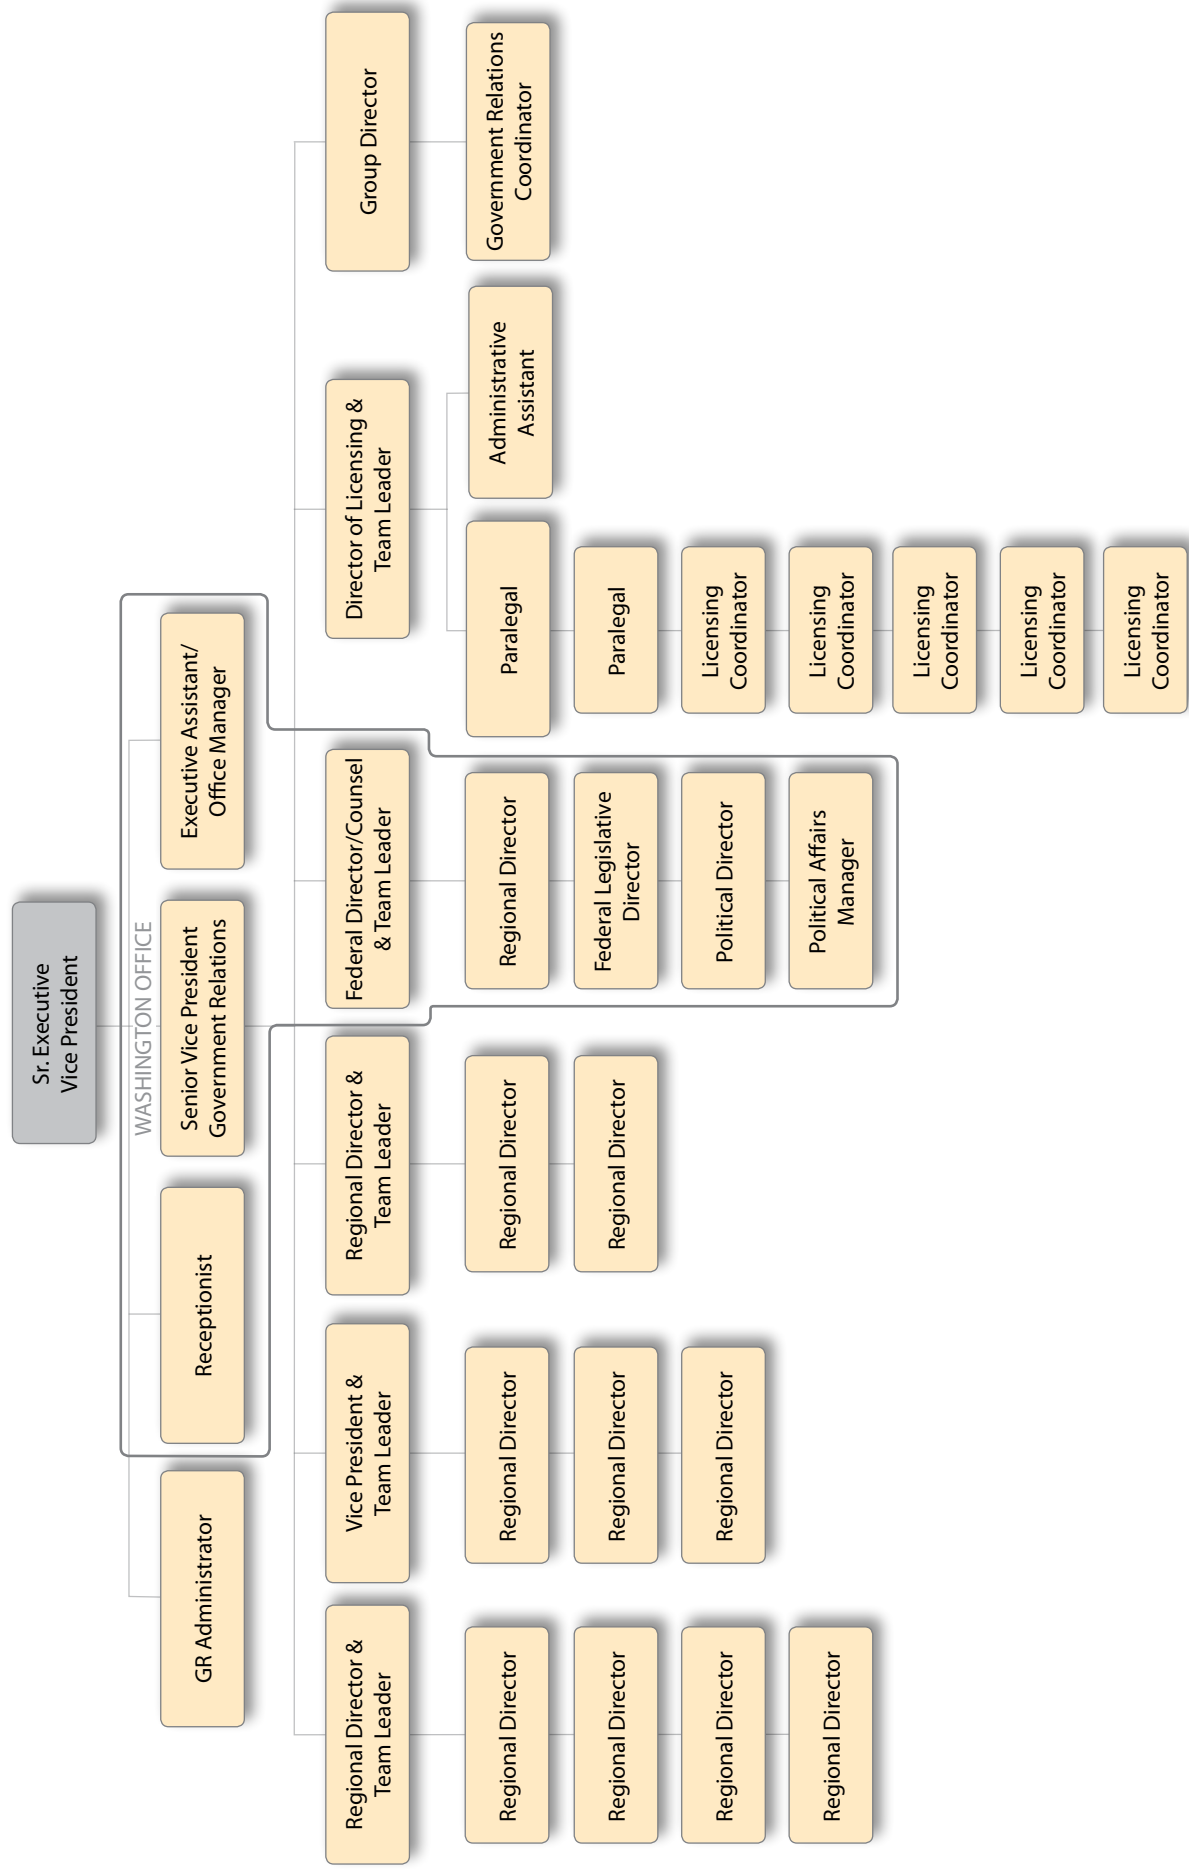 Sr. Executive
Vice President
WASHINGTON OFFICE
GR Administrator
Receptionist
Senior Vice President
Government Relations
Executive Assistant/
Office Manager
Regional Director &
Team Leader
Vice President &
Team Leader
Regional Director &
Team Leader
Federal Director/Counsel
& Team Leader
Director of Licensing &
Team Leader
Group Director
Regional Director
Regional Director
Regional Director
Regional Director
Regional Director
Regional Director
Regional Director
Regional Director
Regional Director
Regional Director
Federal Legislative
Director
Political Director
Political Affairs
Manager
Paralegal
Paralegal
Licensing
Coordinator
Licensing
Coordinator
Licensing
Coordinator
Licensing
Coordinator
Licensing
Coordinator
Administrative
Assistant
Government Relations
Coordinator